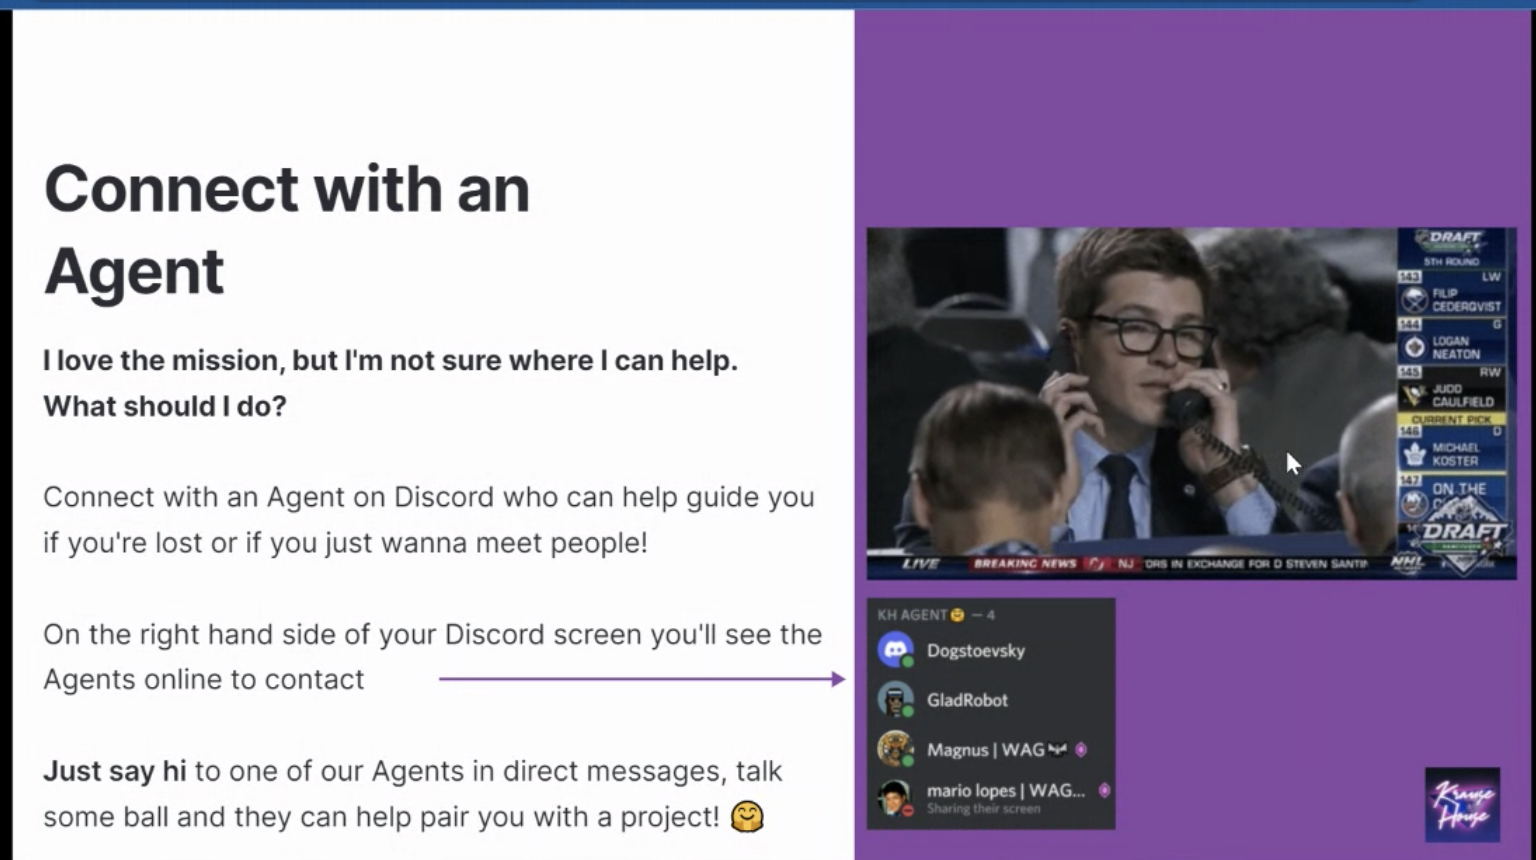 Connect with an
Agent
I love the mission, but I'm not sure where I can help.
What should I do?
Connect with an Agent on Discord who can help guide you
if you're lost or if you just wanna meet people!
On the right hand side of your Discord screen you'll see the
Agents online to contact
Just say hi to one of our Agents in direct messages, talk
some ball and they can help pair you with a project! 🤗
DRAFT
5TH ROUND
143 LW
FILIP
CEDERQVIST
144 G
LOGAN
NEATON
145 RW
JUDD
CAULFIELD
CURRENT PICK
146 D
MICHAEL
KOSTER
147
ON THE
DRAFT
LIVE BREAKING NEWS NJ ORS IN EXCHANGE FOR D STEVEN SANTIN NHL
KH AGENT🤗 — 4
Dogstoevsky
GladRobot
Magnus | WAG
mario lopes | WAG...
Sharing their screen
Krause
House